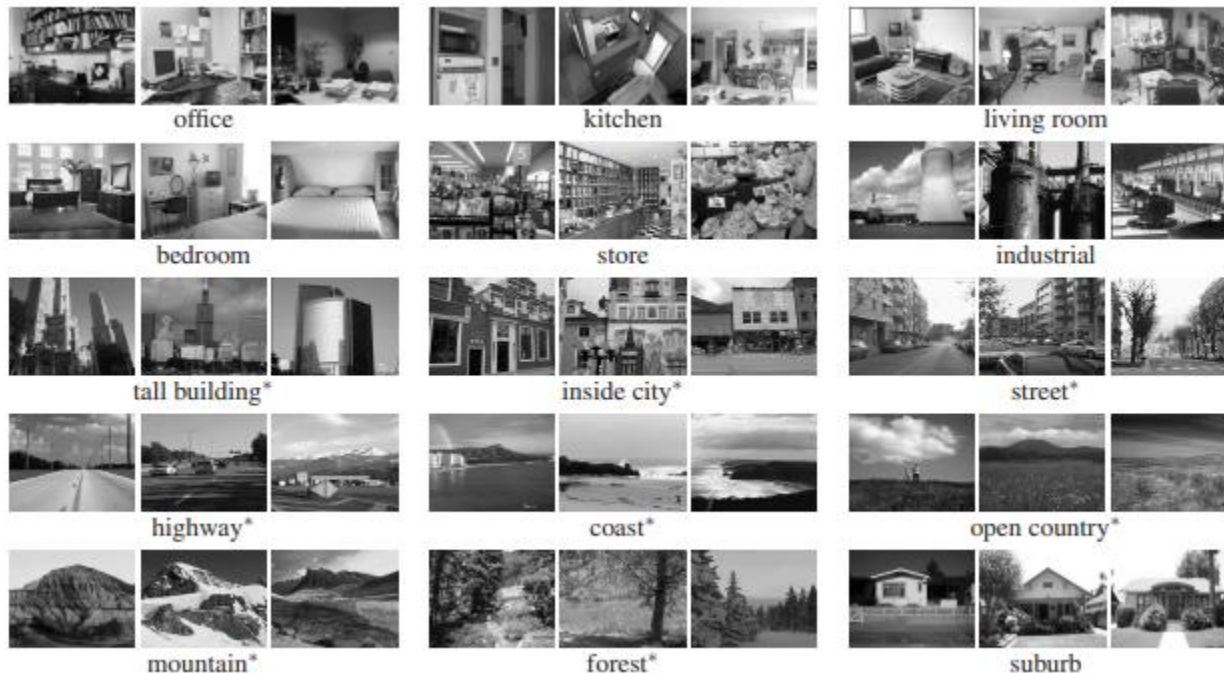 office kitchen living room
bedroom store industrial
tall building* inside city* street*
highway* coast* open country*
mountain* forest* suburb